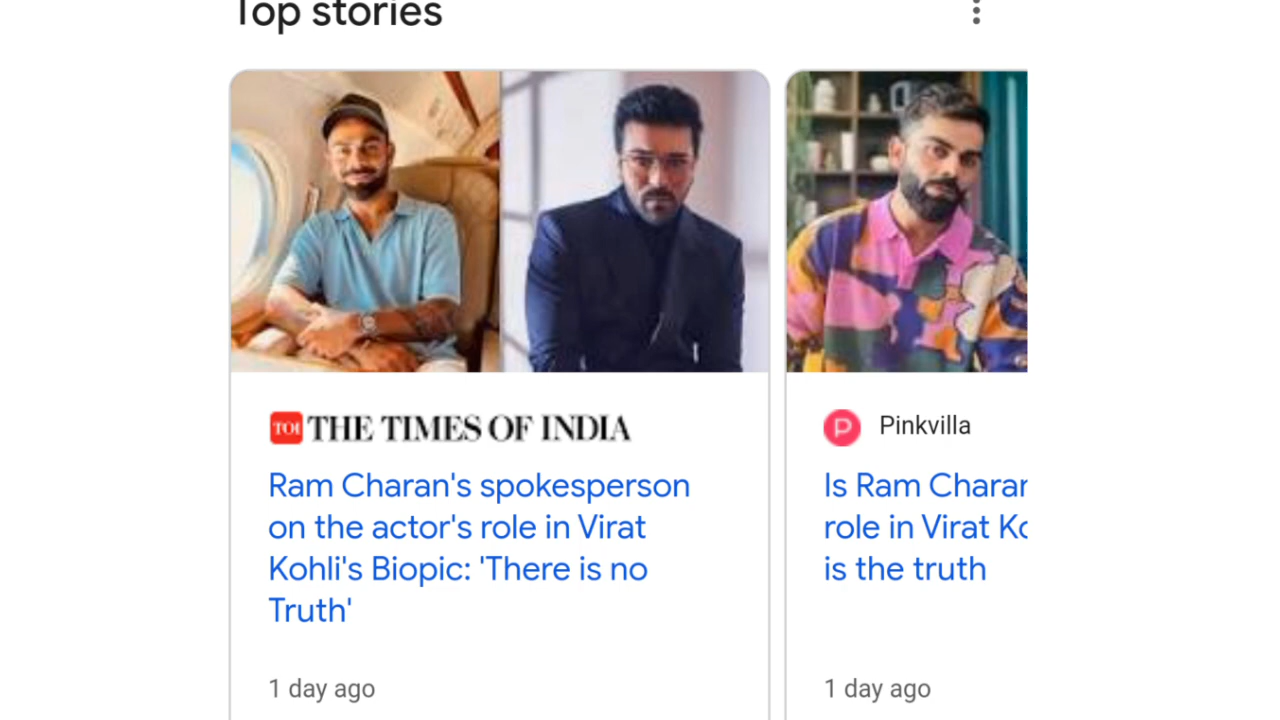 Top stories
TOI THE TIMES OF INDIA
Ram Charan's spokesperson
on the actor's role in Virat
Kohli's Biopic: 'There is no
Truth'
1 day ago
P Pinkvilla
Is Ram Charan
role in Virat Ko
is the truth
1 day ago